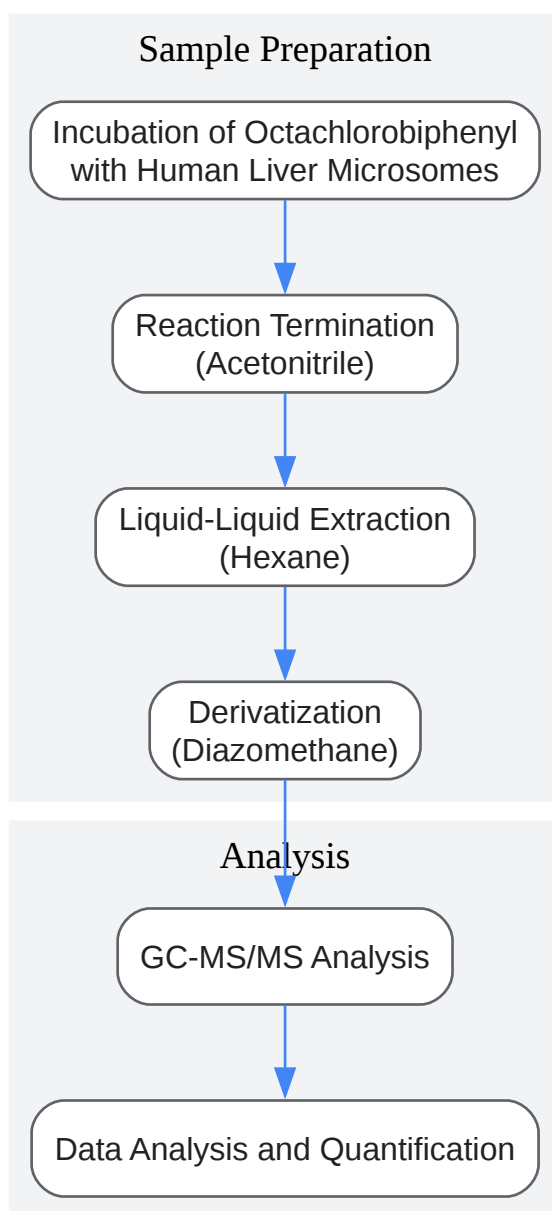 Sample Preparation
Incubation of Octachlorobiphenyl
with Human Liver Microsomes
Reaction Termination
(Acetonitrile)
Liquid-Liquid Extraction
(Hexane)
Derivatization
(Diazomethane)
Analysis
GC-MS/MS Analysis
Data Analysis and Quantification